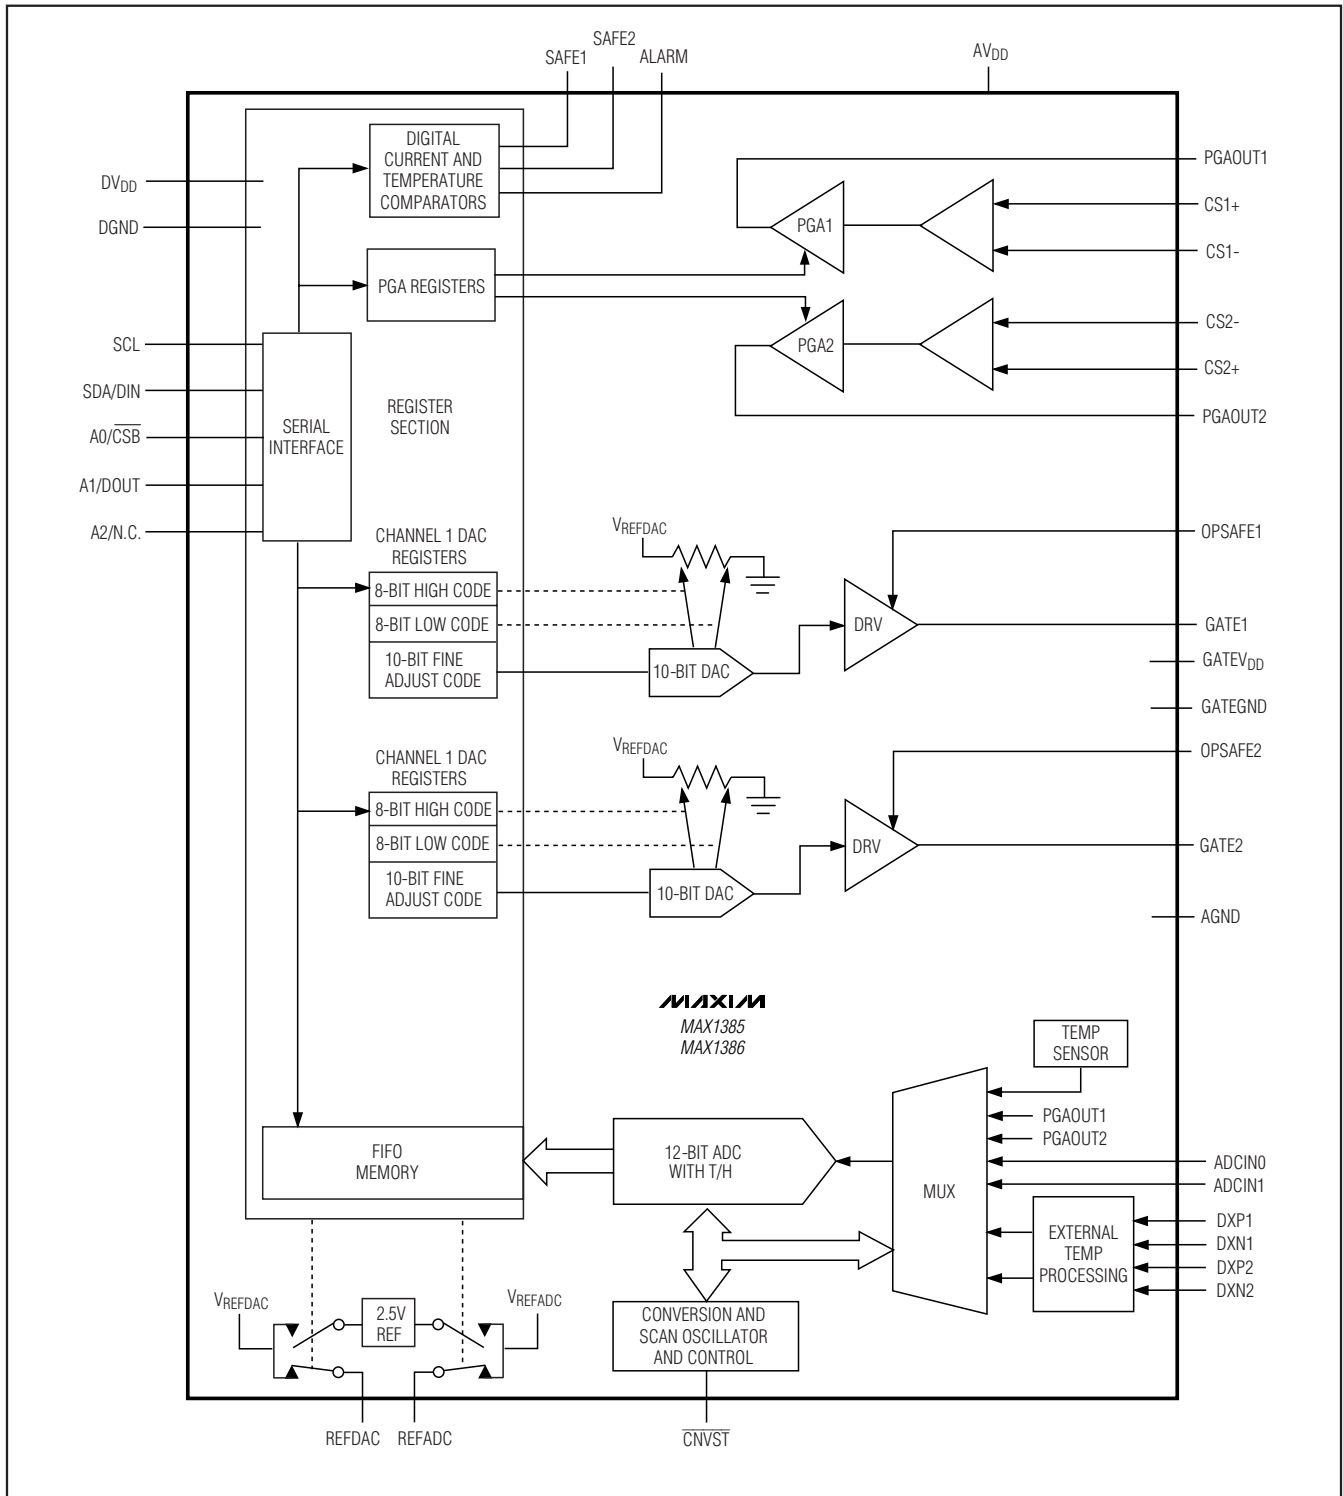 SAFE1
SAFE2
ALARM
AVDD
DIGITAL
CURRENT AND
TEMPERATURE
COMPARATORS
PGAOUT1
DVDD
CS1+
DGND
PGA1
CS1-
PGA REGISTERS
CS2-
SCL
PGA2
CS2+
SDA/DIN
REGISTER
SECTION
PGAOUT2
SERIAL
INTERFACE
A0/CSB
A1/DOUT
A2/N.C.
CHANNEL 1 DAC
REGISTERS
VREFDAC
OPSAFE1
8-BIT HIGH CODE
8-BIT LOW CODE
DRV
GATE1
10-BIT FINE
ADJUST CODE
10-BIT DAC
GATEVDD
GATEGND
CHANNEL 1 DAC
REGISTERS
VREFDAC
OPSAFE2
8-BIT HIGH CODE
8-BIT LOW CODE
DRV
GATE2
10-BIT FINE
ADJUST CODE
10-BIT DAC
AGND
MAXIM
MAX1385
MAX1386
TEMP
SENSOR
PGAOUT1
PGAOUT2
FIFO
MEMORY
12-BIT ADC
WITH T/H
ADCIN0
ADCIN1
MUX
EXTERNAL
TEMP
PROCESSING
DXP1
DXN1
DXP2
DXN2
VREFDAC
2.5V
REF
VREFADC
CONVERSION AND
SCAN OSCILLATOR
AND CONTROL
REFDAC
REFADC
CNVST